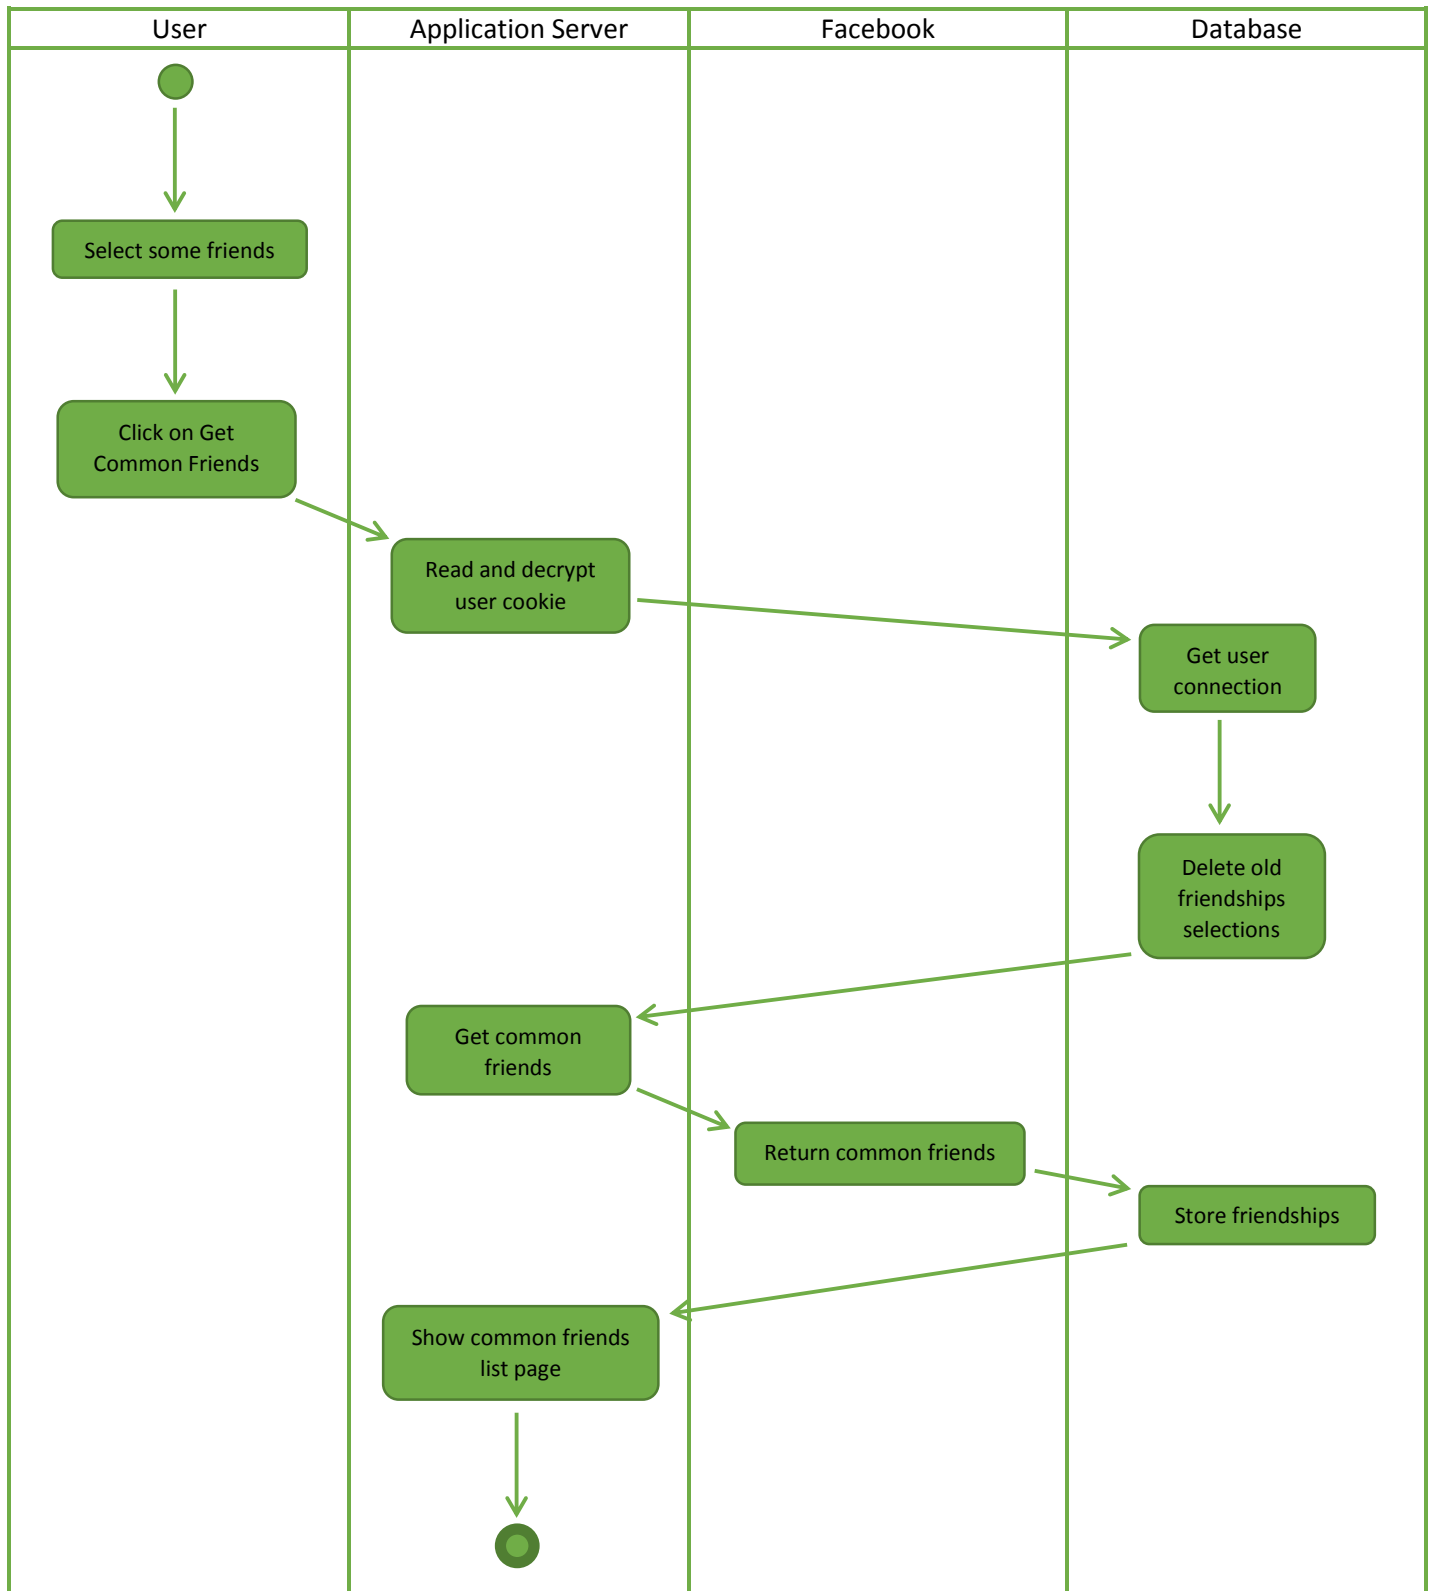 User
Application Server
Facebook
Database
Select some friends
Click on Get
Common Friends
Read and decrypt
user cookie
Get user
connection
Delete old
friendships
selections
Get common
friends
Return common friends
Store friendships
Show common friends
list page